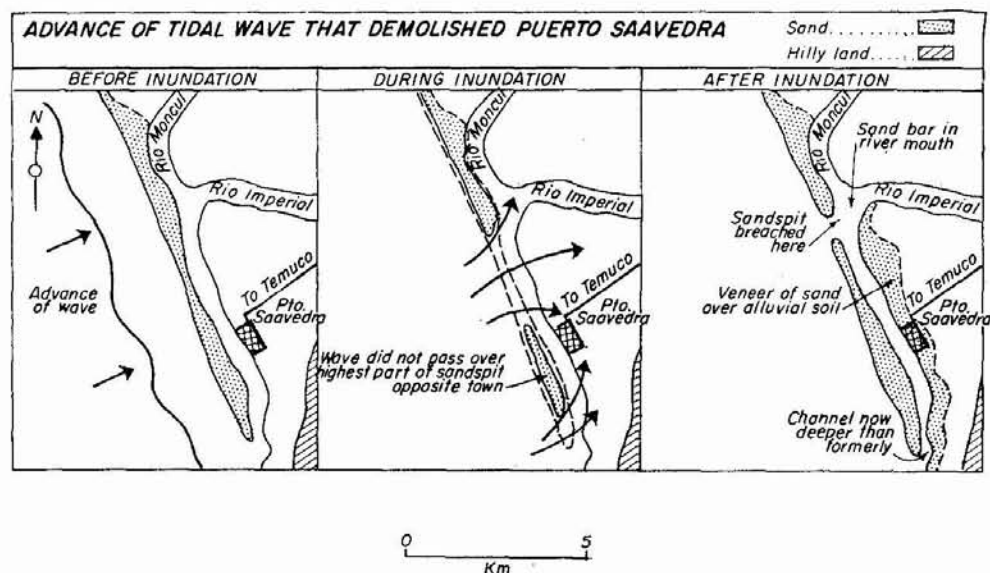 ADVANCE OF TIDAL WAVE THAT DEMOLISHED PUERTO SAAVEDRA
Sand..........
Hilly land......
BEFORE INUNDATION
N
Rio Moncul
Rio Imperial
Advance
of wave
To Temuco
Pto.
Saavedra
DURING INUNDATION
Rio Moncul
Rio Imperial
To Temuco
Pto.
Saavedra
Wave did not pass over
highest part of sandspit
opposite town
AFTER INUNDATION
Rio Moncul
Sand bar in
river mouth
Rio Imperial
Sandspit
breached
here
To Temuco
Veneer of sand
over alluvial soil
Pto.
Saavedra
Channel now
deeper than
formerly
0 5
Km